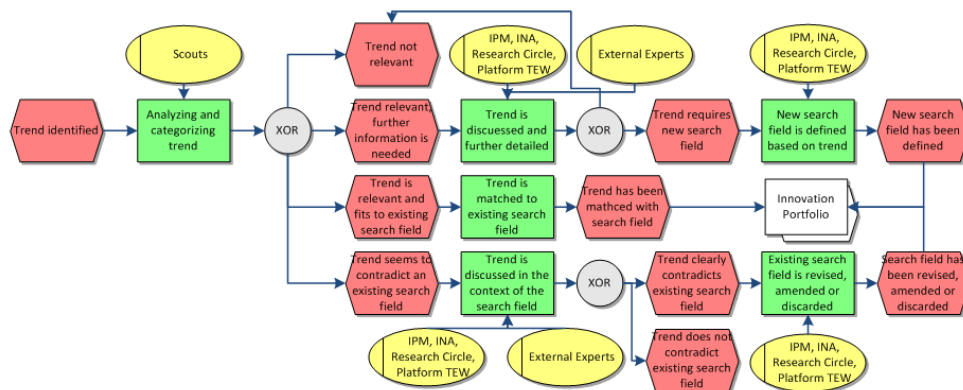 Scouts
Trend not
relevant
IPM, INA,
Research Circle,
Platform TEW
External Experts
IPM, INA,
Research Circle,
Platform TEW
Trend identified
Analyzing and
categorizing
trend
XOR
Trend relevant,
further
information is
needed
Trend is
discuessed and
further detailed
XOR
Trend requires
new search
field
New search
field is defined
based on trend
New search
field has been
defined
Trend is
relevant and
fits to existing
search field
Trend is
matched to
existing search
field
Trend has been
mathced with
search field
Innovation
Portfolio
Trend seems to
contradict an
existing search
field
Trend is
discussed in the
context of the
search field
XOR
Trend clearly
contradicts
existing search
field
Existing search
field is revised,
amended or
discarded
Search field has
been revised,
amended or
discarded
IPM, INA,
Research Circle,
Platform TEW
External Experts
Trend does not
contradict
existing search
field
IPM, INA,
Research Circle,
Platform TEW